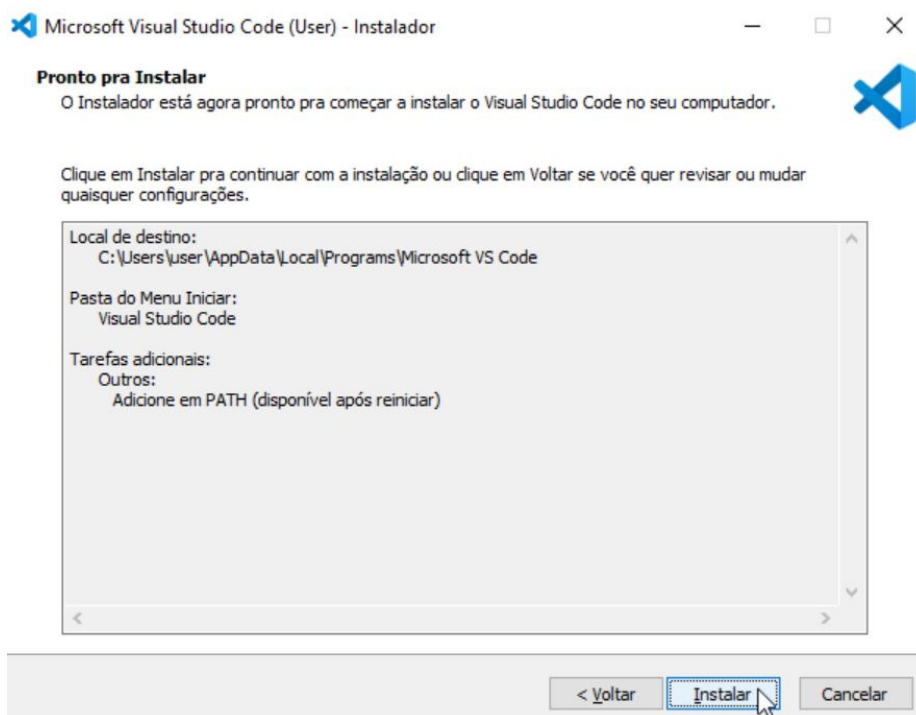 Microsoft Visual Studio Code (User) - Instalador
Pronto pra Instalar
O Instalador está agora pronto pra começar a instalar o Visual Studio Code no seu computador.
Clique em Instalar pra continuar com a instalação ou clique em Voltar se você quer revisar ou mudar
quaisquer configurações.
Local de destino:
C:\Users\user\AppData\Local\Programs\Microsoft VS Code
Pasta do Menu Iniciar:
Visual Studio Code
Tarefas adicionais:
Outros:
Adicione em PATH (disponível após reiniciar)
< Voltar
Instalar
Cancelar